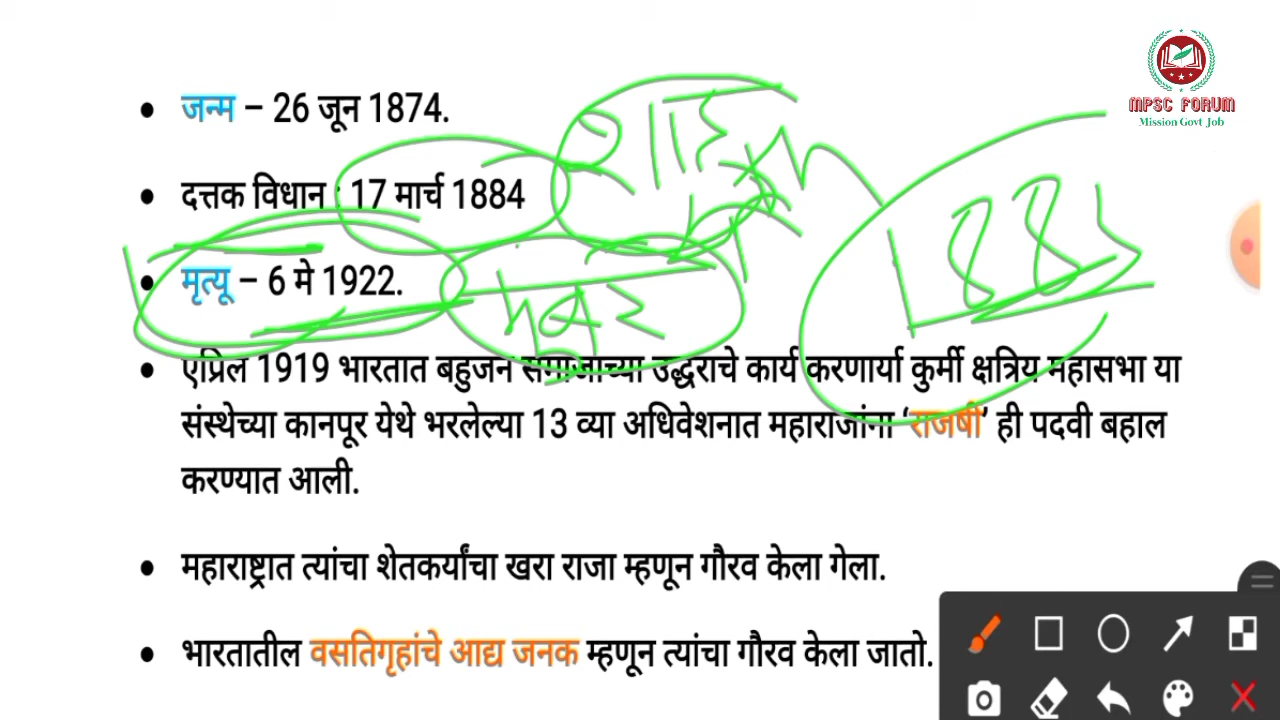 MPSC FORUM
Mission Govt Job
• जन्म – 26 जून 1874.
• दत्तक विधान : 17 मार्च 1884
शाहू
• मृत्यू – 6 मे 1922.
• एप्रिल 1919 भारतात बहुजन समाजाच्या उद्धराचे कार्य करणार्या कुर्मी क्षत्रिय महासभा या
संस्थेच्या कानपूर येथे भरलेल्या 13 व्या अधिवेशनात महाराजांना ‘राजर्षी’ ही पदवी बहाल
करण्यात आली.
• महाराष्ट्रात त्यांचा शेतकर्यांचा खरा राजा म्हणून गौरव केला गेला.
• भारतातील वसतिगृहांचे आद्य जनक म्हणून त्यांचा गौरव केला जातो.